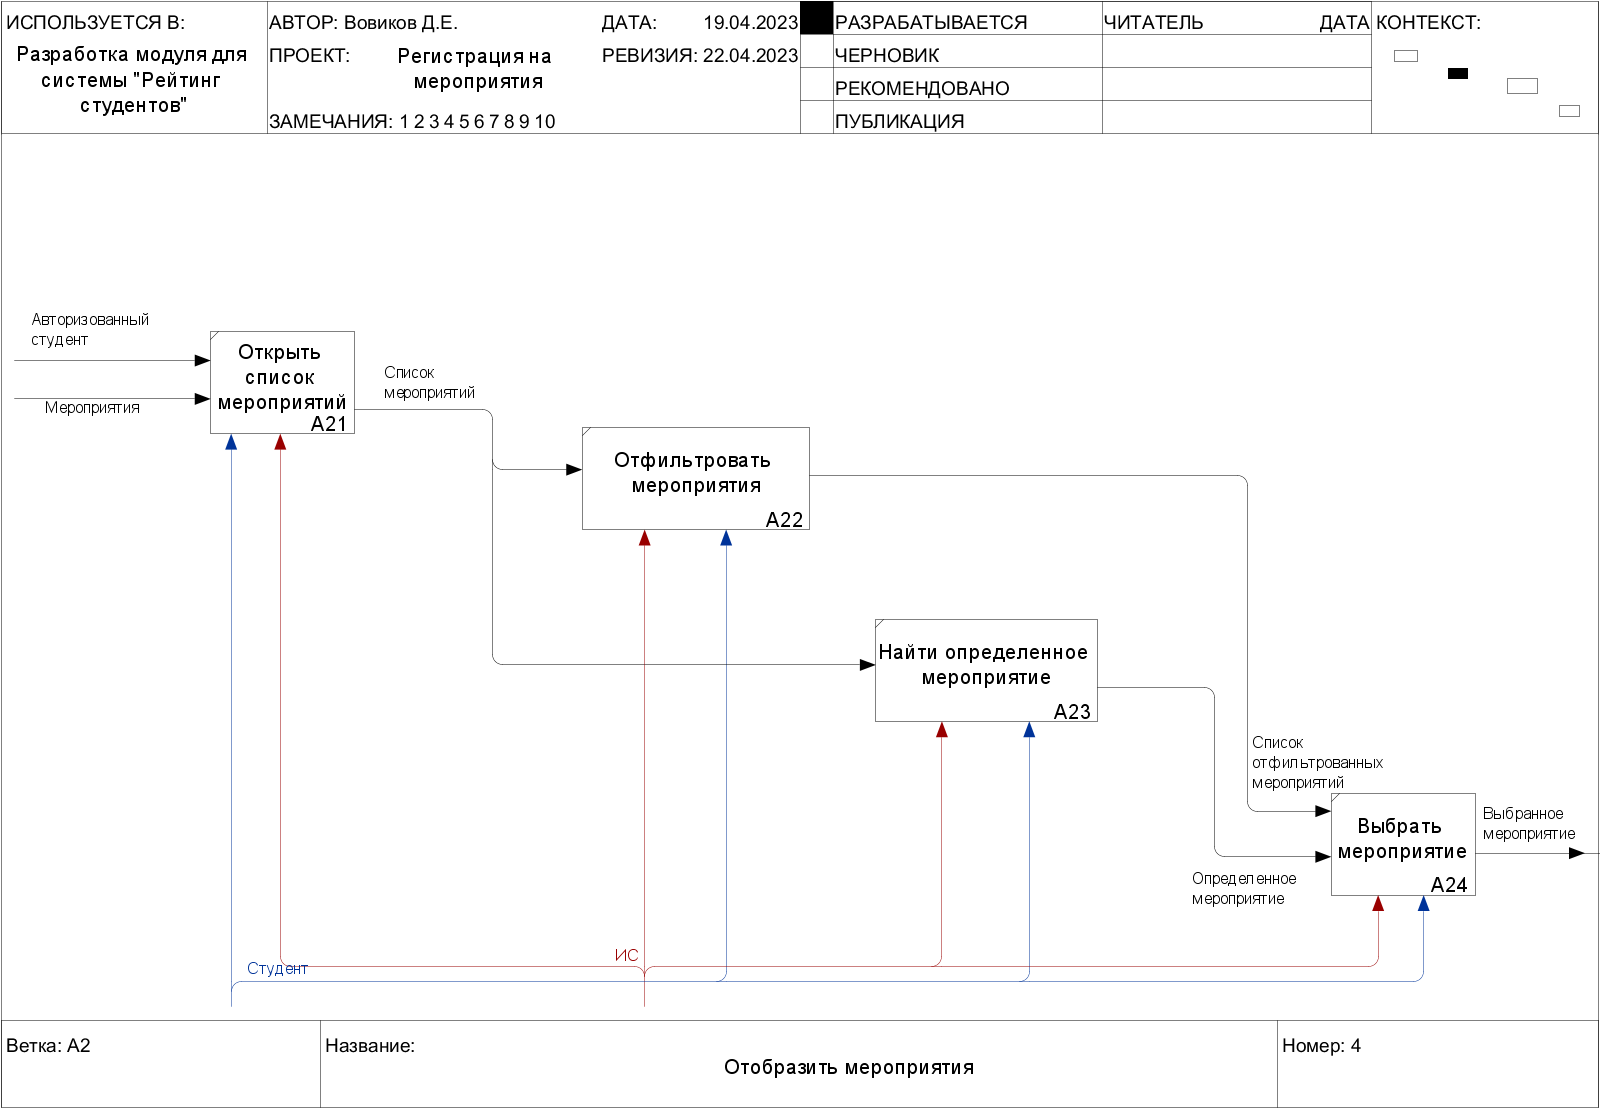 ИСПОЛЬЗУЕТСЯ В:
Разработка модуля для
системы "Рейтинг
студентов"
АВТОР: Вовиков Д.Е.
ДАТА: 19.04.2023
ПРОЕКТ: Регистрация на
мероприятия
РЕВИЗИЯ: 22.04.2023
ЗАМЕЧАНИЯ: 1 2 3 4 5 6 7 8 9 10
РАЗРАБАТЫВАЕТСЯ
ЧЕРНОВИК
РЕКОМЕНДОВАНО
ПУБЛИКАЦИЯ
ЧИТАТЕЛЬ ДАТА
КОНТЕКСТ:
Авторизованный
студент
Мероприятия
Открыть
список
мероприятий
A21
Список
мероприятий
Отфильтровать
мероприятия
A22
Найти определенное
мероприятие
A23
Список
отфильтрованных
мероприятий
Определенное
мероприятие
Выбрать
мероприятие
A24
Выбранное
мероприятие
ИС
Студент
Ветка: A2
Название:
Отобразить мероприятия
Номер: 4